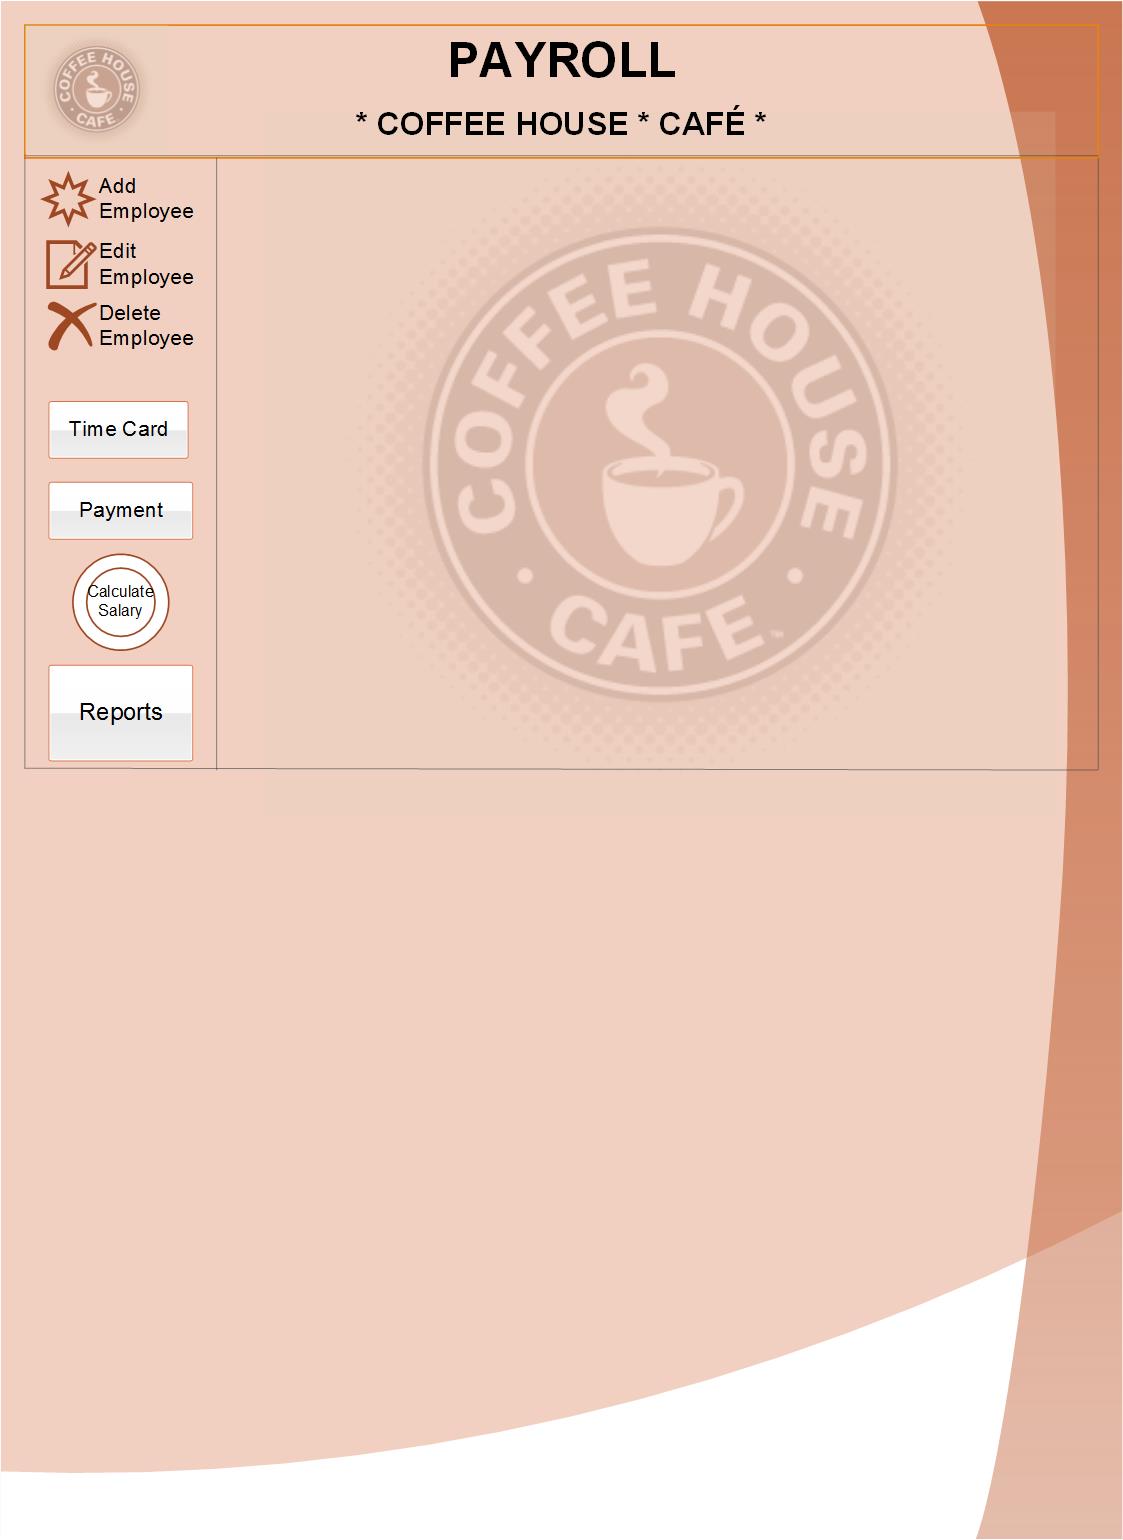 COFFEE HOUSE
CAFE
PAYROLL
* COFFEE HOUSE * CAFÉ *
Add
Employee
Edit
Employee
Delete
Employee
Time Card
Payment
Calculate
Salary
Reports
COFFEE HOUSE
CAFE